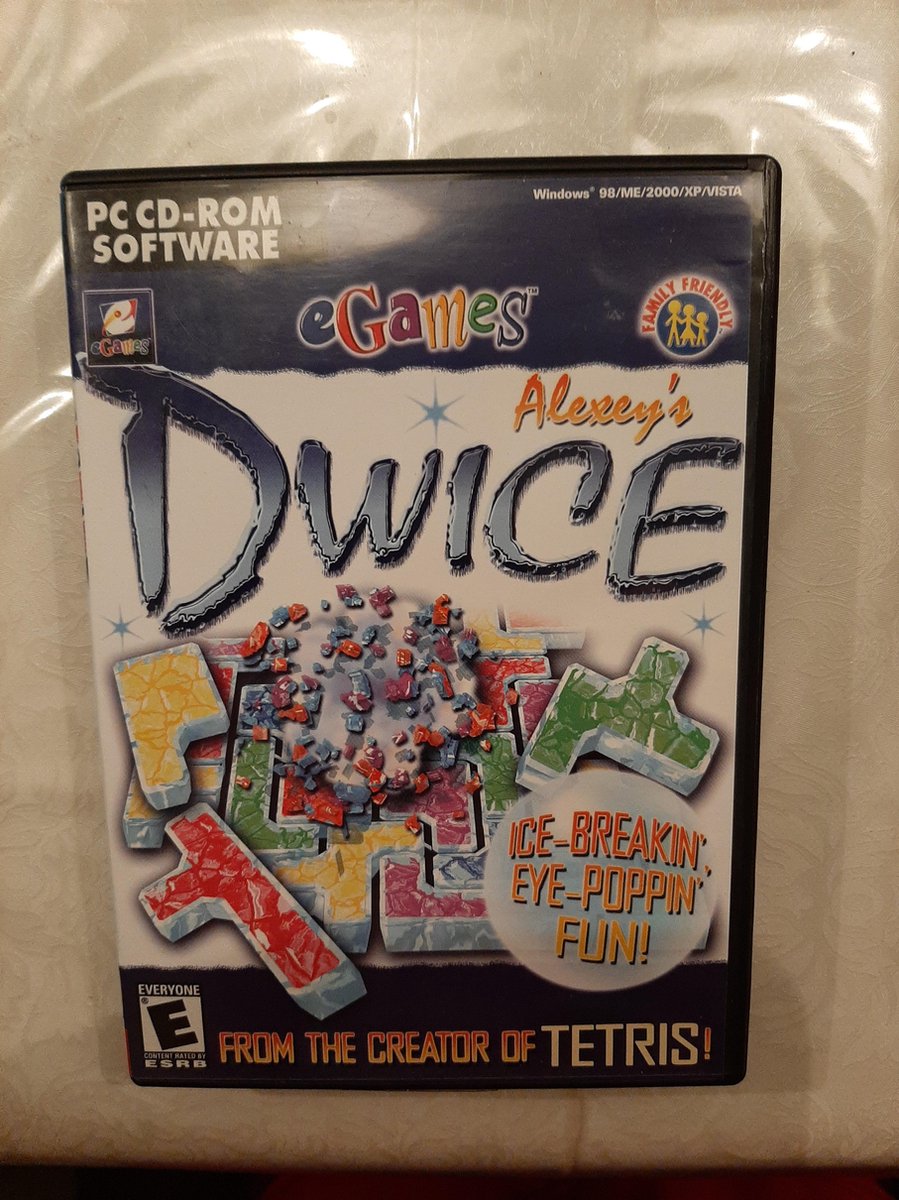 PC CD-ROM
SOFTWARE
Windows® 98/ME/2000/XP/VISTA
eGames
eGames™
FAMILY FRIENDLY™
Alexey's
DWICE
ICE-BREAKIN',
EYE-POPPIN',
FUN!
EVERYONE
E®
CONTENT RATED BY
ESRB
FROM THE CREATOR OF TETRIS!